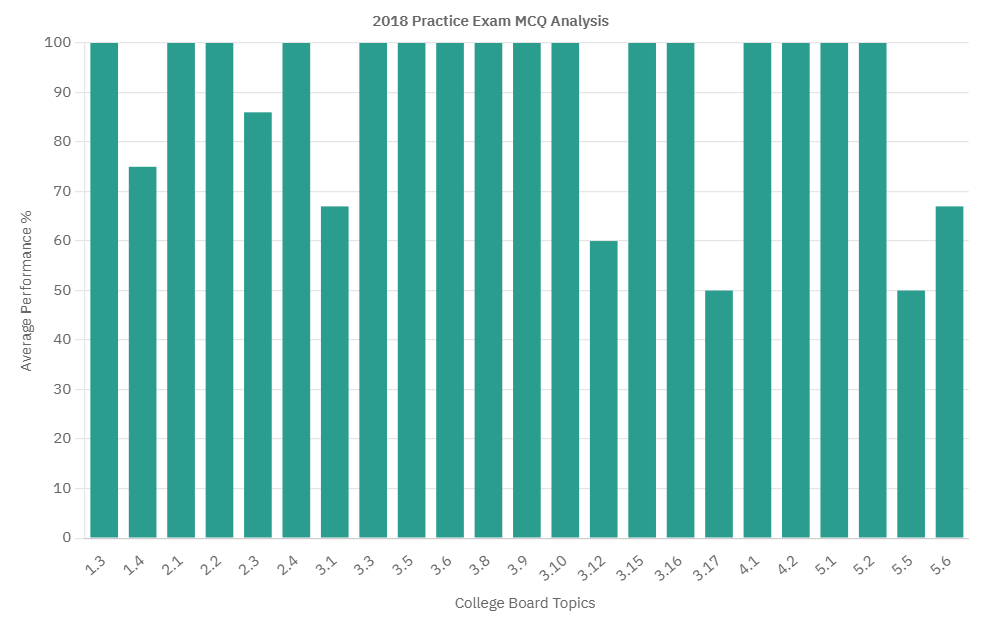 2018 Practice Exam MCQ Analysis
100
90
80
70
60
50
40
30
20
10
0
Average Performance %
1.3 1.4 2.1 2.2 2.3 2.4 3.1 3.3 3.5 3.6 3.8 3.9 3.10 3.12 3.15 3.16 3.17 4.1 4.2 5.1 5.2 5.5 5.6
College Board Topics